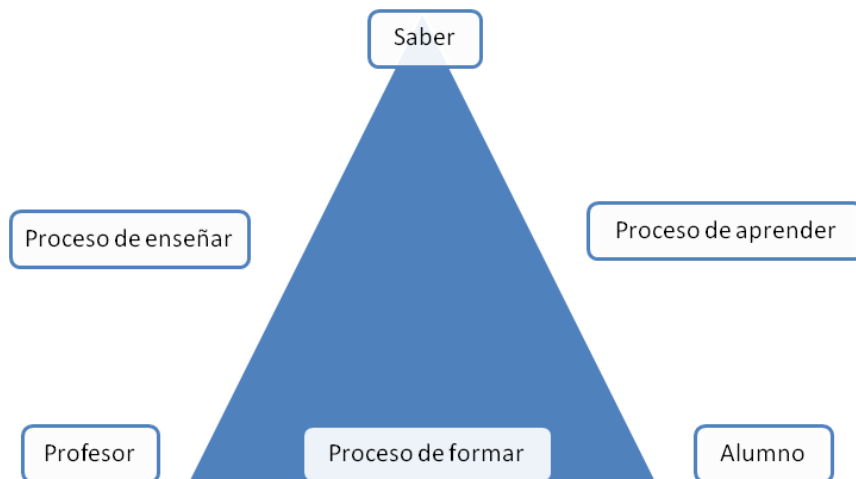 Saber
Proceso de enseñar
Proceso de aprender
Profesor
Proceso de formar
Alumno